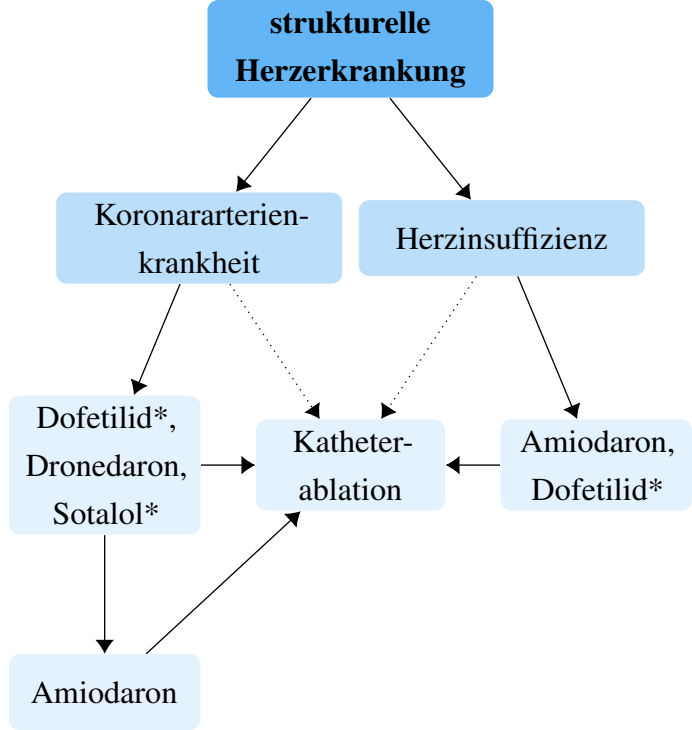 strukturelle
Herzerkrankung
Koronararterien-
krankheit
Herzinsuffizienz
Dofetilid*,
Dronedaron,
Sotalol*
Katheter-
ablation
Amiodaron,
Dofetilid*
Amiodaron